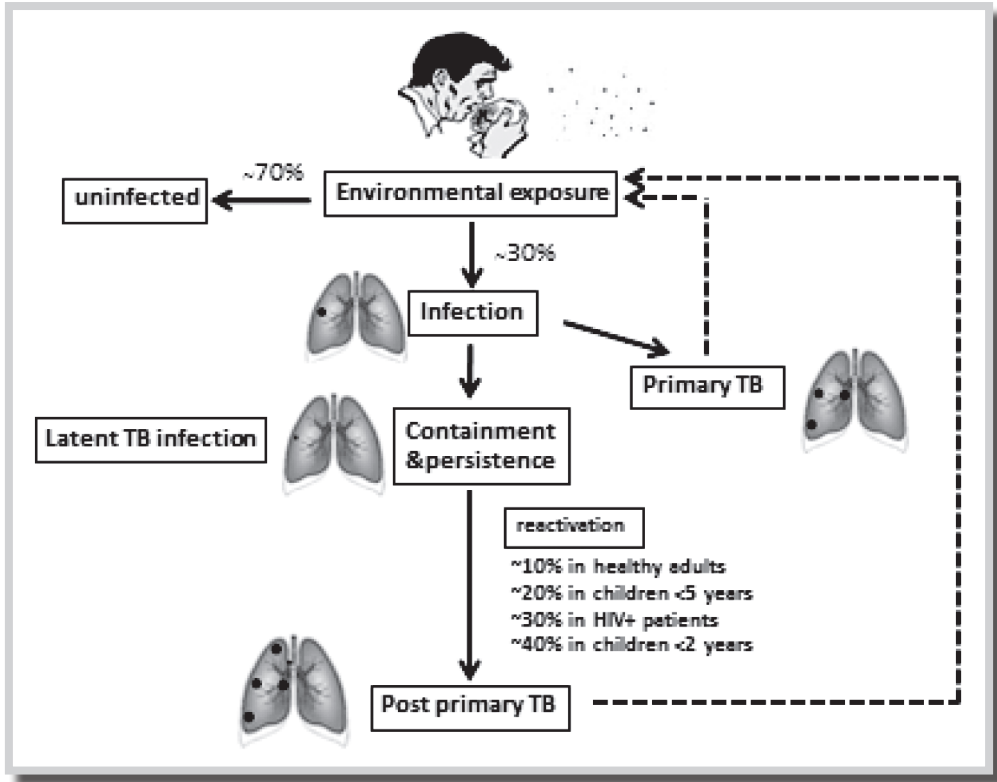 ~70%
uninfected
Environmental exposure
~30%
Infection
Primary TB
Latent TB infection
Containment
&persistence
reactivation
~10% in healthy adults
~20% in children <5 years
~30% in HIV+ patients
~40% in children <2 years
Post primary TB